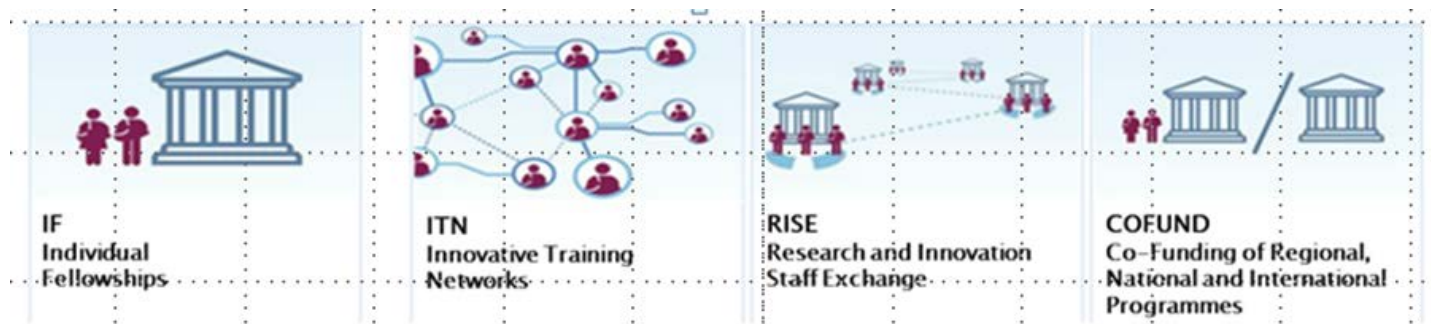 IF
Individual
Fellowships
ITN
Innovative Training
Networks
RISE
Research and Innovation
Staff Exchange
COFUND
Co-Funding of Regional,
National and International
Programmes